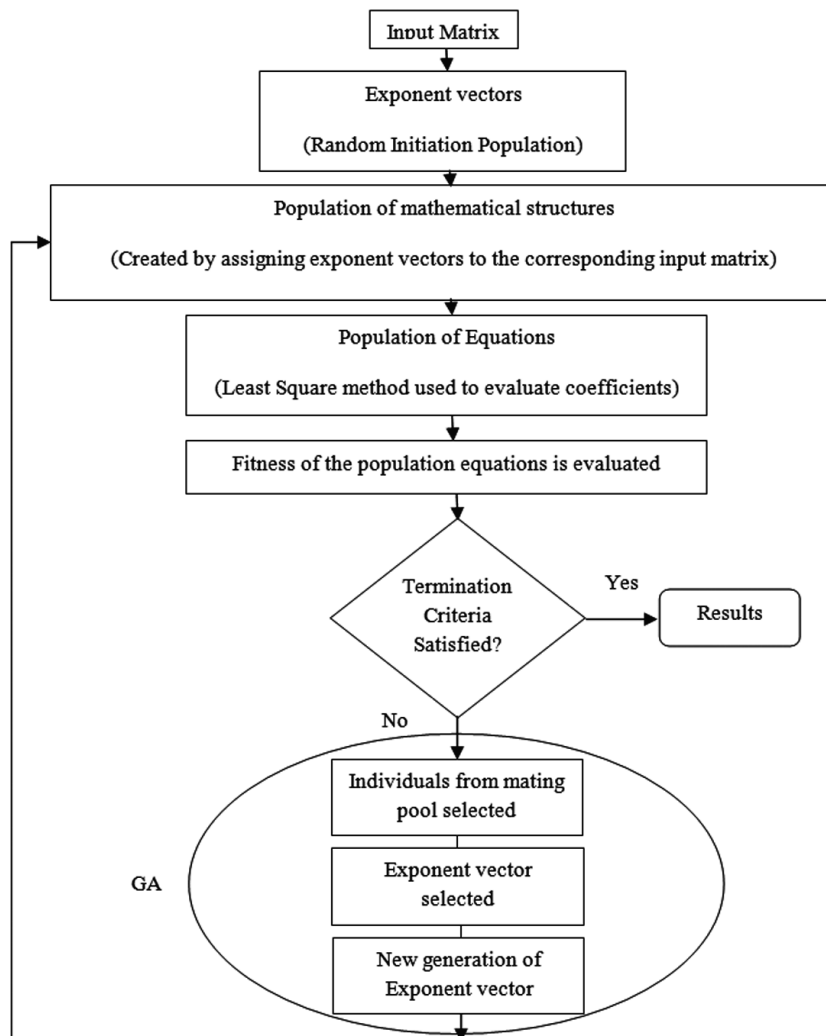 Input Matrix
Exponent vectors
(Random Initiation Population)
Population of mathematical structures
(Created by assigning exponent vectors to the corresponding input matrix)
Population of Equations
(Least Square method used to evaluate coefficients)
Fitness of the population equations is evaluated
Termination
Criteria
Satisfied?
Yes
Results
No
Individuals from mating
pool selected
GA
Exponent vector
selected
New generation of
Exponent vector